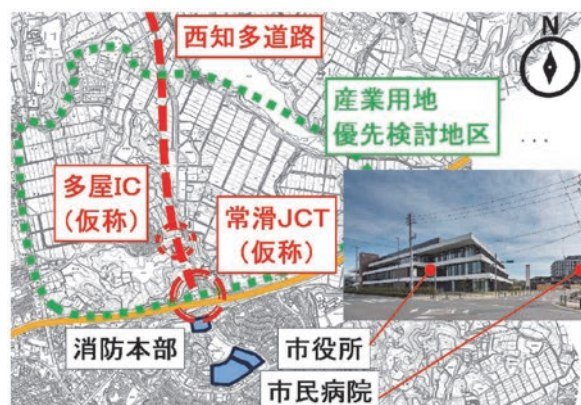 西知多道路
N
産業用地
優先検討地区
...
多屋IC
(仮称)
常滑JCT
(仮称)
消防本部
市役所
市民病院